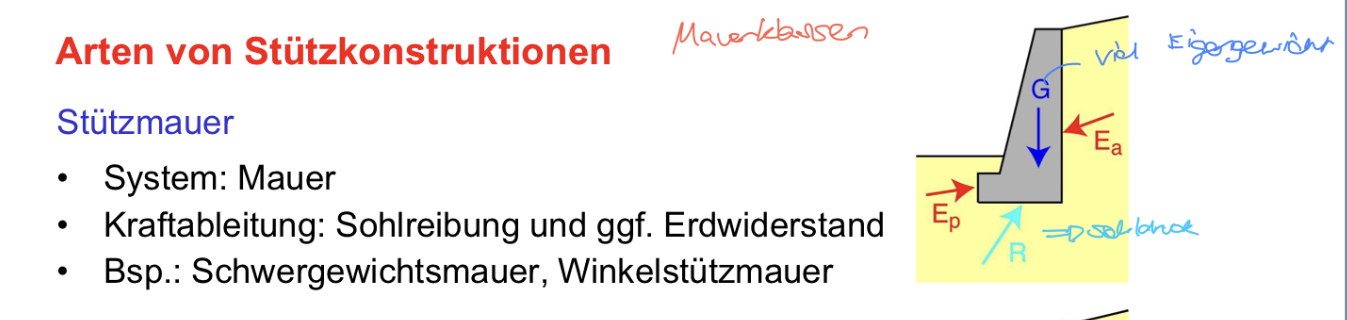 Arten von Stützkonstruktionen
Mauerklassen
viel Eigengewicht
Stützmauer
G
E_a
• System: Mauer
• Kraftableitung: Sohlreibung und ggf. Erdwiderstand
E_p
R
=> Sohldruck
• Bsp.: Schwergewichtsmauer, Winkelstützmauer